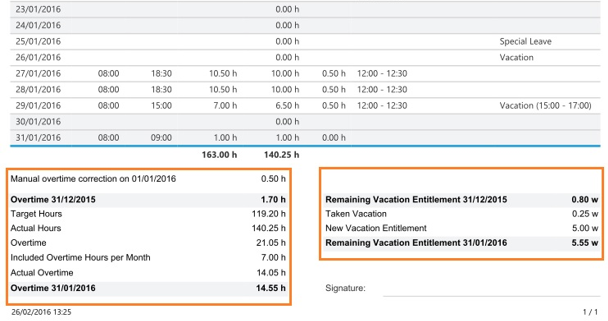 23/01/2016 0.00 h
24/01/2016 0.00 h
25/01/2016 0.00 h Special Leave
26/01/2016 0.00 h Vacation
27/01/2016 08:00 18:30 10.50 h 10.00 h 0.50 h 12:00 - 12:30
28/01/2016 08:00 18:30 10.50 h 10.00 h 0.50 h 12:00 - 12:30
29/01/2016 08:00 15:00 7.00 h 6.50 h 0.50 h 12:00 - 12:30 Vacation (15:00 - 17:00)
30/01/2016 0.00 h
31/01/2016 08:00 09:00 1.00 h 1.00 h 0.00 h
163.00 h 140.25 h
Manual overtime correction on 01/01/2016 0.50 h
Overtime 31/12/2015 1.70 h
Target Hours 119.20 h
Actual Hours 140.25 h
Overtime 21.05 h
Included Overtime Hours per Month 7.00 h
Actual Overtime 14.05 h
Overtime 31/01/2016 14.55 h
Remaining Vacation Entitlement 31/12/2015 0.80 w
Taken Vacation 0.25 w
New Vacation Entitlement 5.00 w
Remaining Vacation Entitlement 31/01/2016 5.55 w
Signature:
26/02/2016 13:25 1 / 1